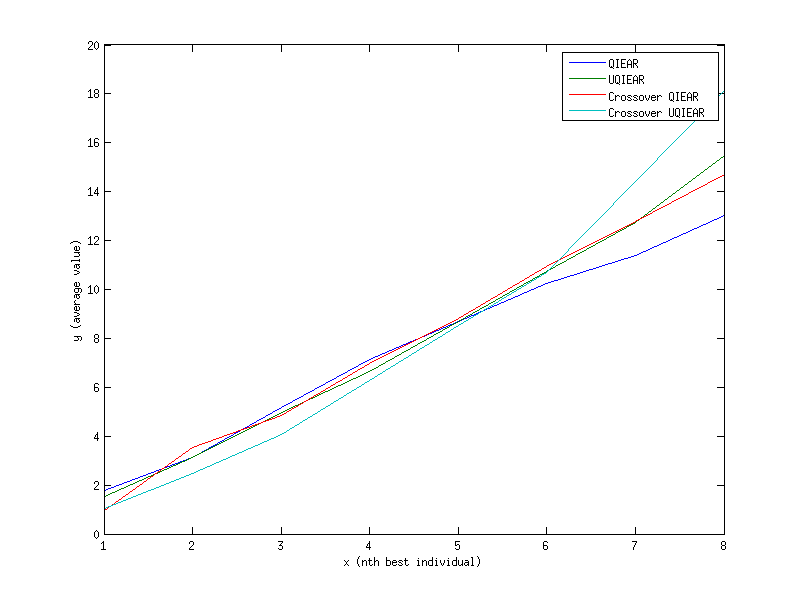 20
18
16
14
12
10
8
6
4
2
0
y (average value)
QIEAR
UQIEAR
Crossover QIEAR
Crossover UQIEAR
1 2 3 4 5 6 7 8
x (nth best individual)